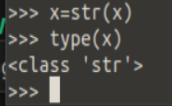 >>> x=str(x)
>>> type(x)
<class 'str'>
>>>